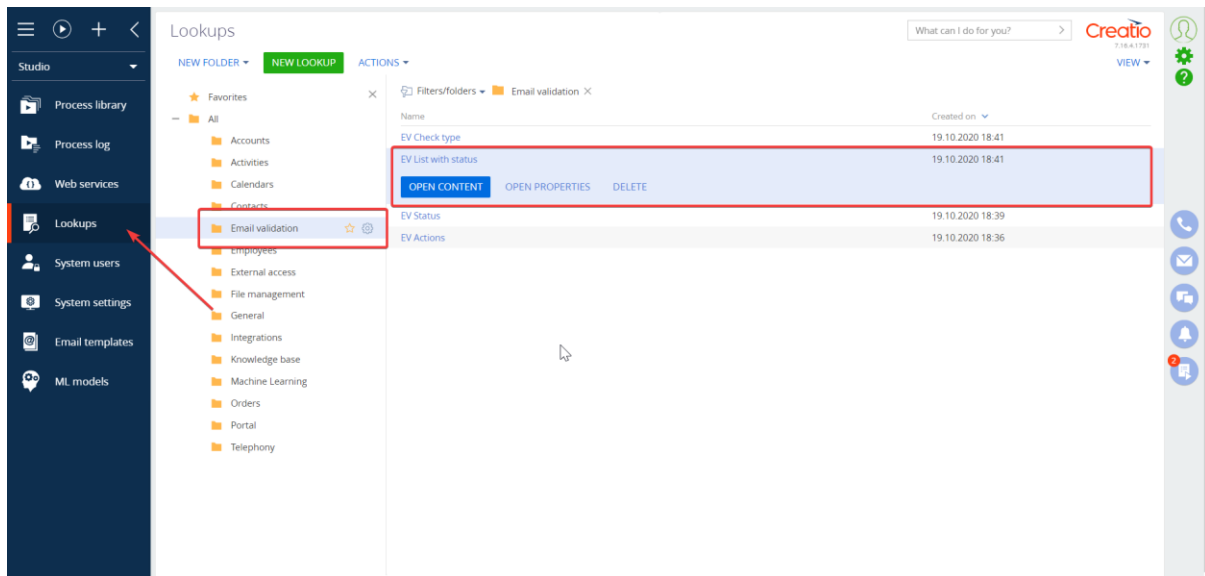 Lookups
What can I do for you?
Creatio
7.16.4.1731
Studio
NEW FOLDER
NEW LOOKUP
ACTIONS
VIEW
Process library
Process log
Web services
Lookups
System users
System settings
Email templates
ML models
Favorites
All
Accounts
Activities
Calendars
Contacts
Email validation
Employees
External access
File management
General
Integrations
Knowledge base
Machine Learning
Orders
Portal
Telephony
Filters/folders Email validation
Name Created on
EV Check type 19.10.2020 18:41
EV List with status 19.10.2020 18:41
OPEN CONTENT OPEN PROPERTIES DELETE
EV Status 19.10.2020 18:39
EV Actions 19.10.2020 18:36
2